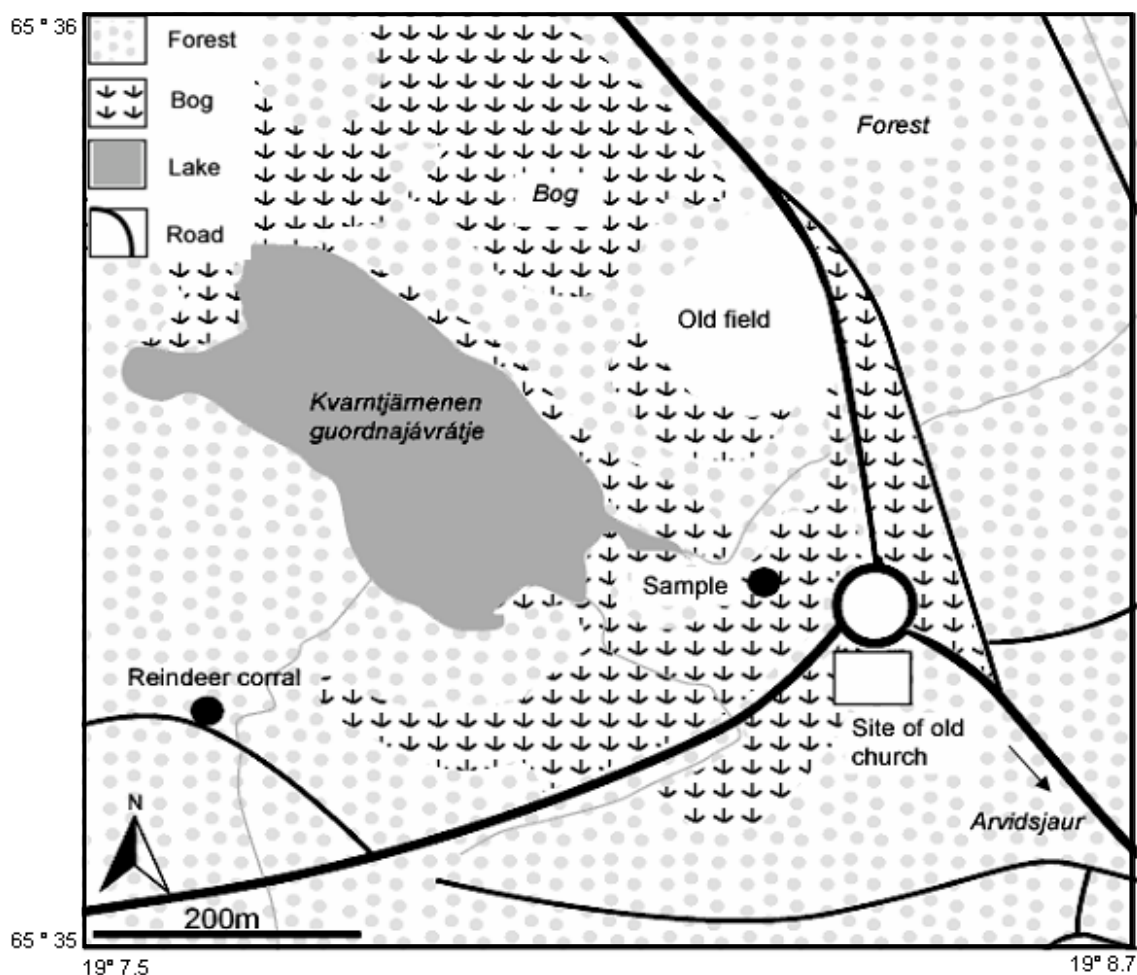 65 ° 36
Forest
Bog
Lake
Road
Forest
Bog
Old field
Kvarntjärnenen
guordnajávrátje
Sample
Reindeer corral
Site of old
church
N
Arvidsjaur
200m
65 ° 35
19° 7.5
19° 8.7